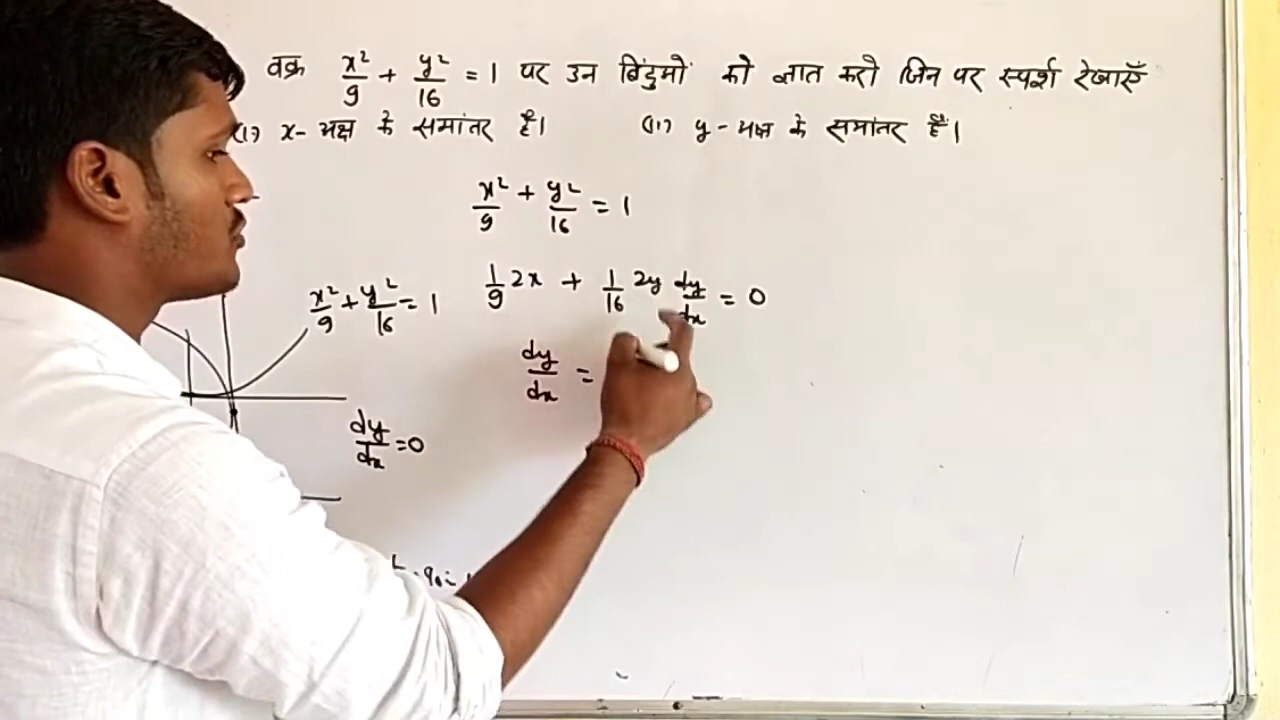 वक्र x²/9 + y²/16 = 1 पर उन बिंदुओं को ज्ञात करो जिन पर स्पर्श रेखाएँ
(i) x-अक्ष के समांतर है। (ii) y-अक्ष के समांतर है।
x²/9 + y²/16 = 1
1/9 2x + 1/16 2y dy/dx = 0
x²/9 + y²/16 = 1
dy/dx =
dy/dx = 0